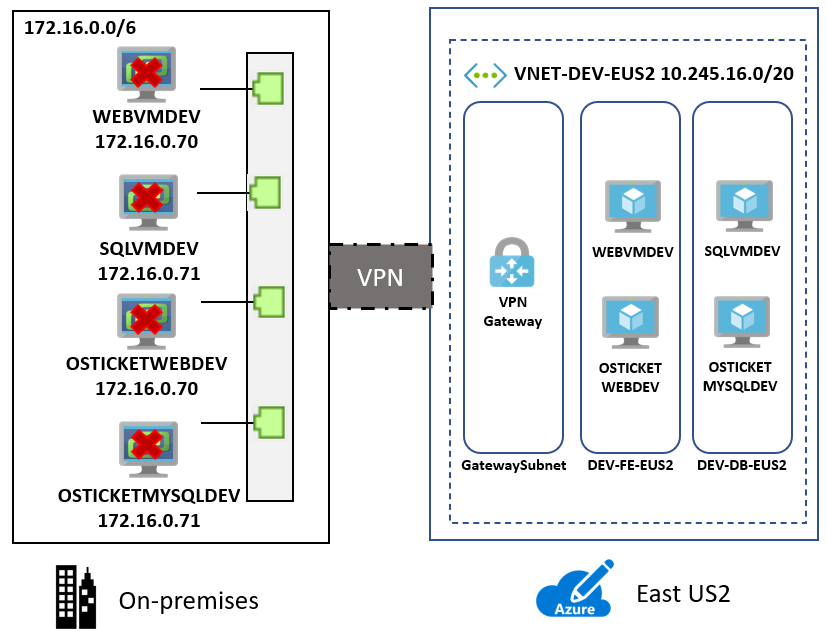 172.16.0.0/6
WEBVMDEV
172.16.0.70
SQLVMDEV
172.16.0.71
OSTICKETWEBDEV
172.16.0.70
OSTICKETMYSQLDEV
172.16.0.71
On-premises
VPN
VNET-DEV-EUS2 10.245.16.0/20
VPN
Gateway
GatewaySubnet
WEBVMDEV
OSTICKET
WEBDEV
DEV-FE-EUS2
SQLVMDEV
OSTICKET
MYSQLDEV
DEV-DB-EUS2
Azure
East US2